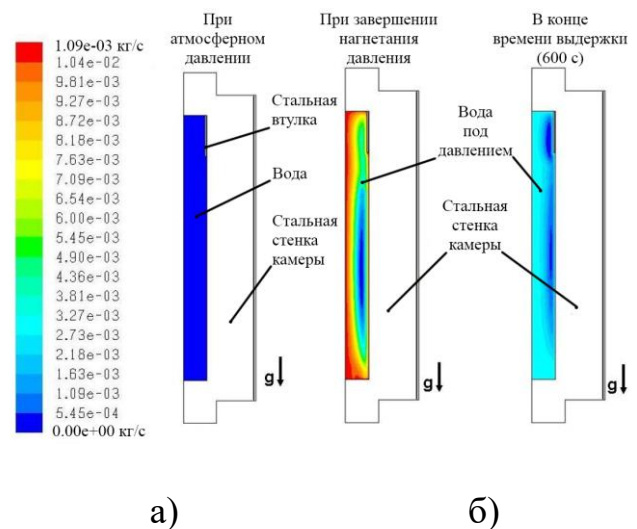 При
атмосферном
давлении
При завершении
нагнетания
давления
В конце
времени выдержки
(600 с)
1.09e-03 кг/с
1.04e-02
9.81e-03
9.27e-03
8.72e-03
8.18e-03
7.63e-03
7.09e-03
6.54e-03
6.00e-03
5.45e-03
4.90e-03
4.36e-03
3.81e-03
3.27e-03
2.73e-03
2.18e-03
1.63e-03
1.09e-03
5.45e-04
0.00e+00 кг/с
Стальная
втулка
Вода
Стальная
стенка
камеры
g
Вода
под
давлением
Стальная
стенка
камеры
g
g
а)
б)